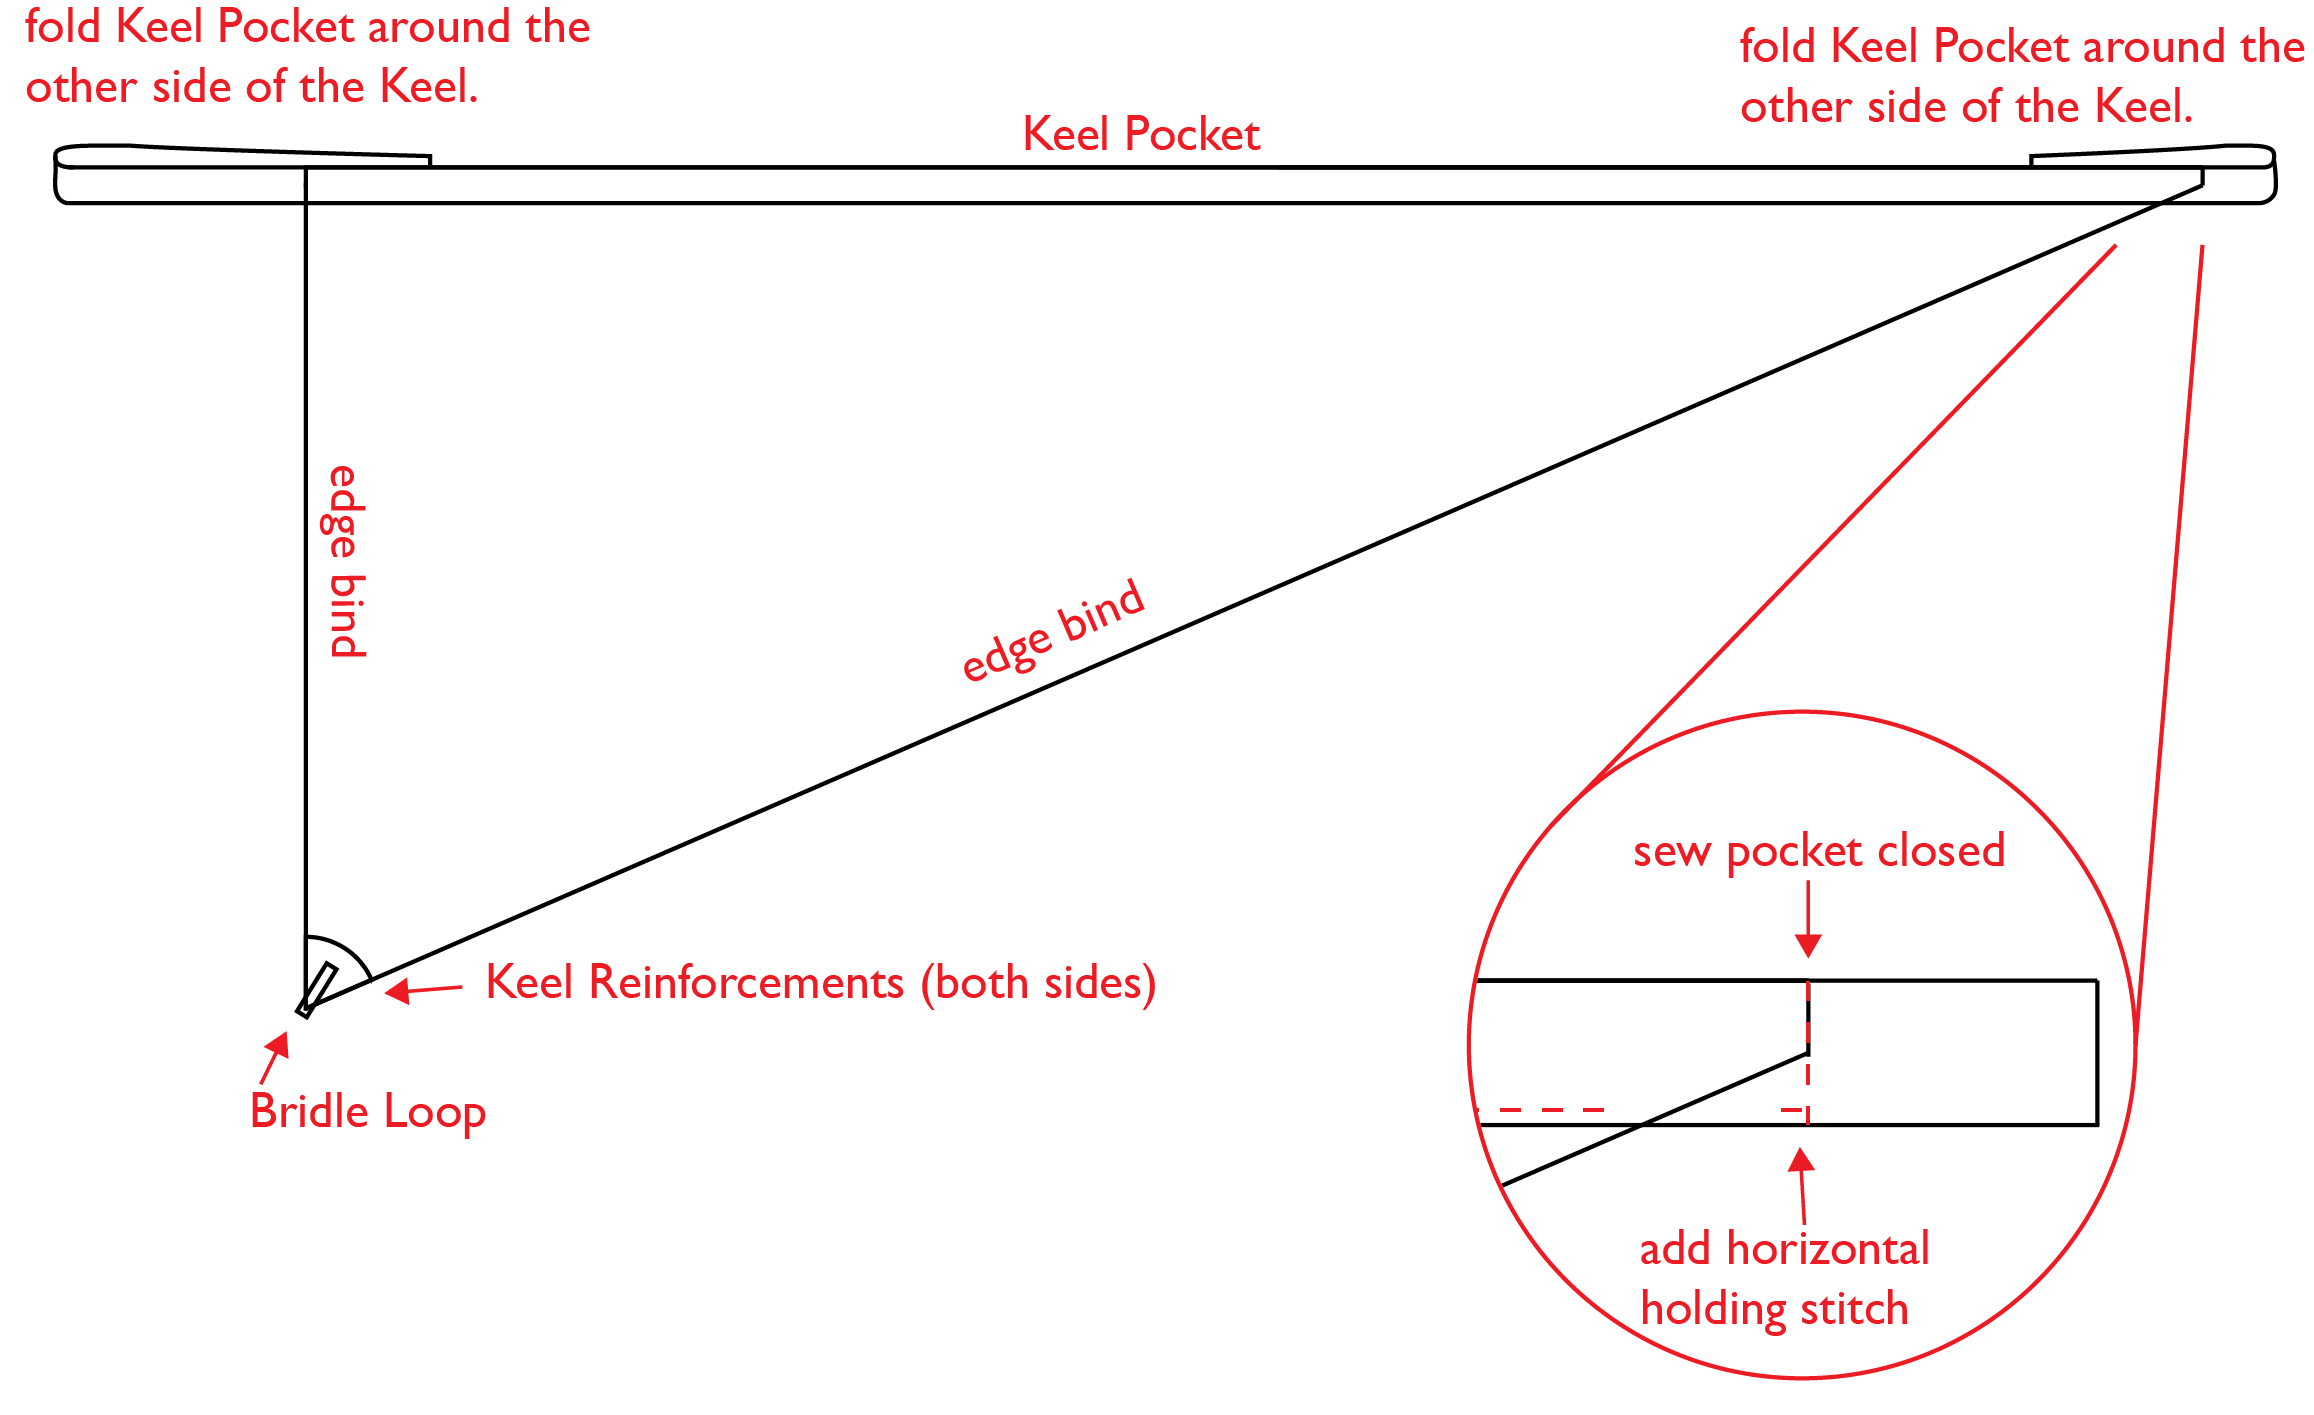 fold Keel Pocket around the
other side of the Keel.
fold Keel Pocket around the
other side of the Keel.
Keel Pocket
edge bind
edge bind
sew pocket closed
Keel Reinforcements (both sides)
Bridle Loop
add horizontal
holding stitch